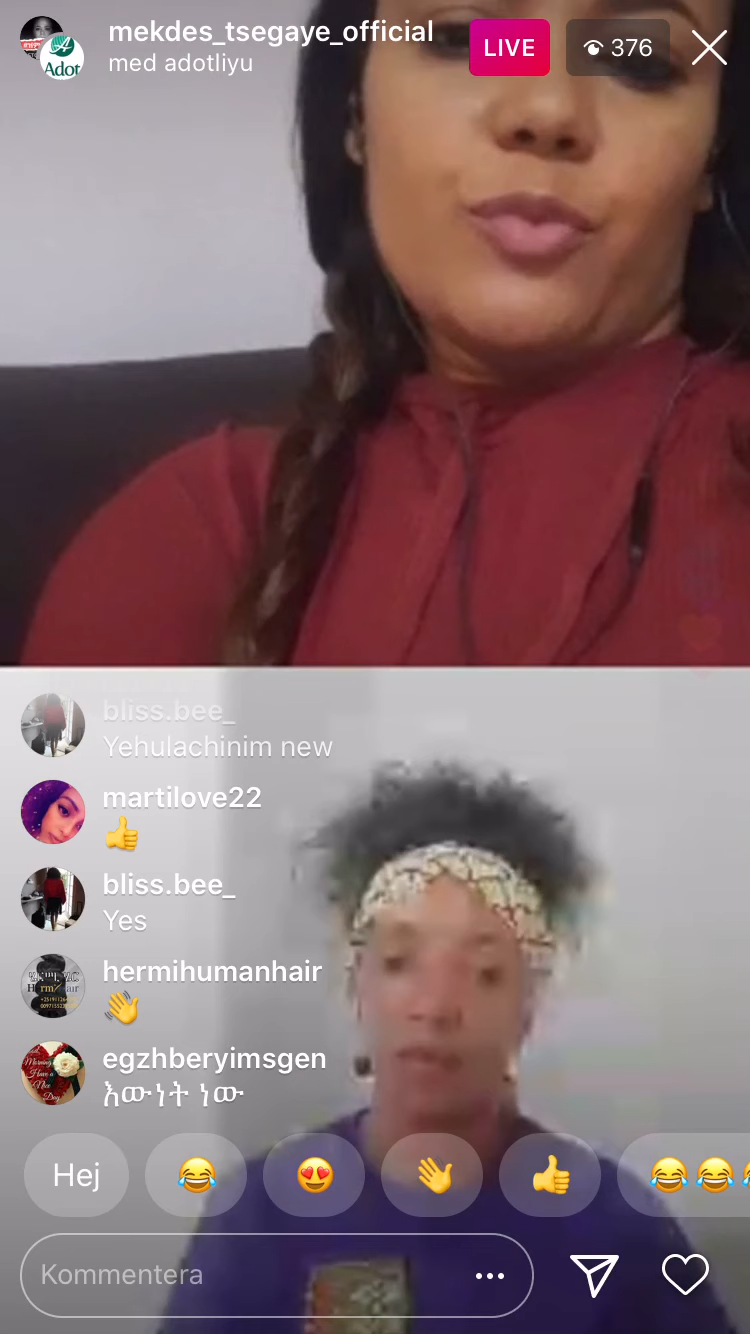 mekdes_tsegaye_official
med adotliyu
LIVE
376
Adot
bliss.bee_
Yehulachinim new
martilove22
👍
bliss.bee_
Yes
hermihumanhair
👋
egzhberyimsgen
እውነት ነው
Hej 😂 😍 👋 👍 😂😂
Kommentera